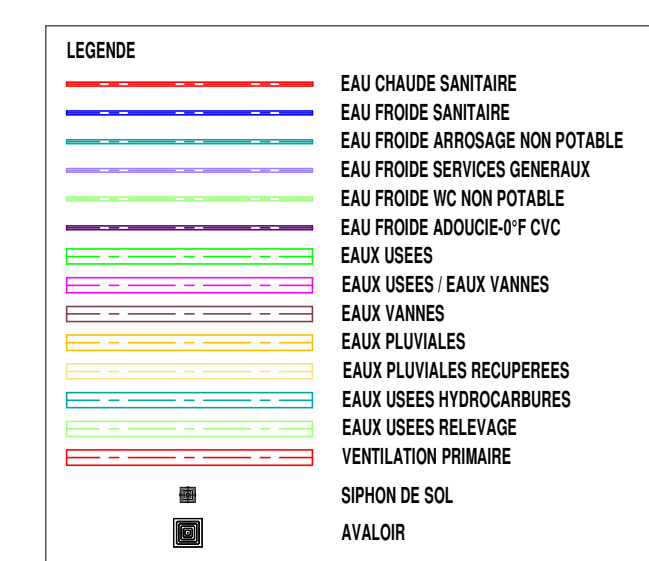 LEGENDE
EAU CHAUDE SANITAIRE
EAU FROIDE SANITAIRE
EAU FROIDE ARROSAGE NON POTABLE
EAU FROIDE SERVICES GENERAUX
EAU FROIDE WC NON POTABLE
EAU FROIDE ADOUCIE-0°F CVC
EAUX USEES
EAUX USEES / EAUX VANNES
EAUX VANNES
EAUX PLUVIALES
EAUX PLUVIALES RECUPEREES
EAUX USEES HYDROCARBURES
EAUX USEES RELEVAGE
VENTILATION PRIMAIRE
SIPHON DE SOL
AVALOIR